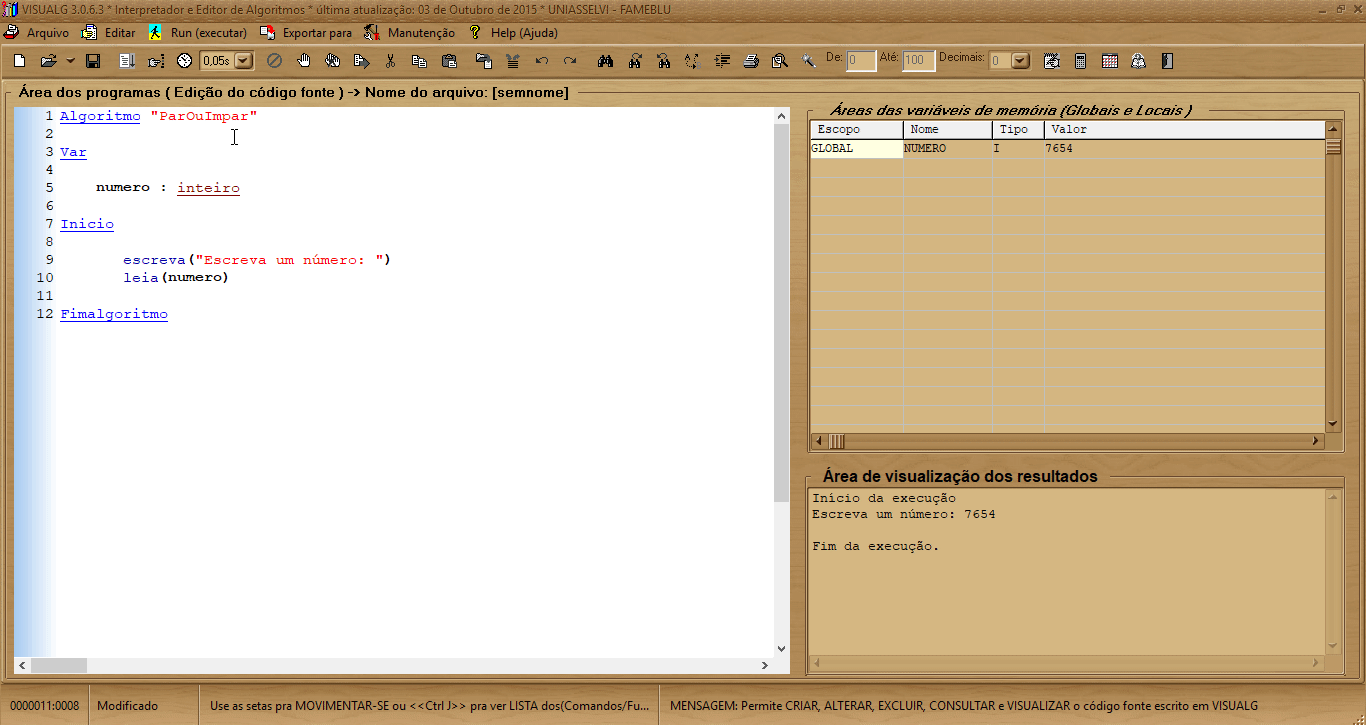 VISUALG 3.0.6.3 * Interpretador e Editor de Algoritmos * última atualização: 03 de Outubro de 2015 * UNIASSELVI - FAMEBLU
Arquivo Editar Run (executar) Exportar para Manutenção Help (Ajuda)
0,05s De: 0 Até: 100 Decimais: 0
Área dos programas ( Edição do código fonte ) -> Nome do arquivo: [semnome]
1 Algoritmo "ParOuImpar"
2
3 Var
4
5 numero : inteiro
6
7 Inicio
8
9 escreva("Escreva um número: ")
10 leia(numero)
11
12 Fimalgoritmo
Áreas das variáveis de memória (Globais e Locais )
Escopo Nome Tipo Valor
GLOBAL NUMERO I 7654
Área de visualização dos resultados
Início da execução
Escreva um número: 7654
Fim da execução.
0000011:0008 Modificado Use as setas pra MOVIMENTAR-SE ou <<Ctrl J>> pra ver LISTA dos(Comandos/Fu... MENSAGEM: Permite CRIAR, ALTERAR, EXCLUIR, CONSULTAR e VISUALIZAR o código fonte escrito em VISUALG